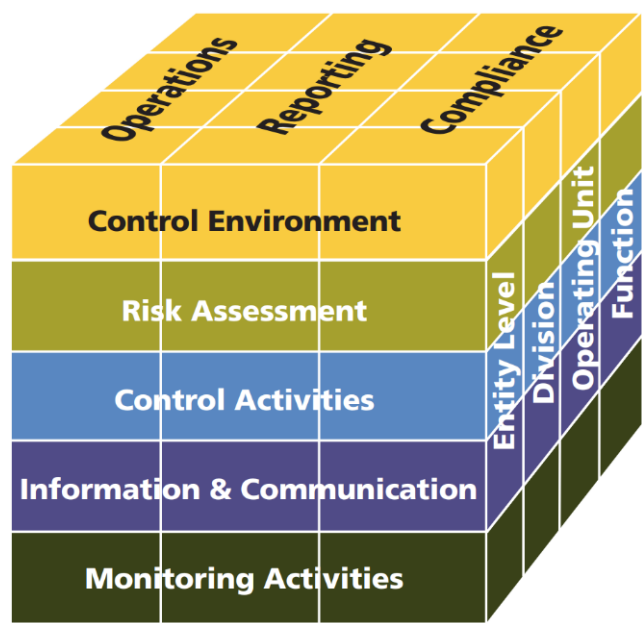 Operations
Reporting
Compliance
Control Environment
Risk Assessment
Control Activities
Information & Communication
Monitoring Activities
Entity Level
Division
Operating Unit
Function